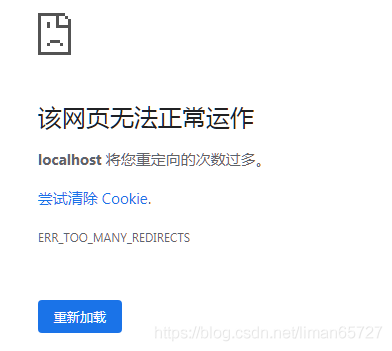 该网页无法正常运作
localhost 将您重定向的次数过多。
尝试清除 Cookie.
ERR_TOO_MANY_REDIRECTS
重新加载
https://blog.csdn.net/liman65727